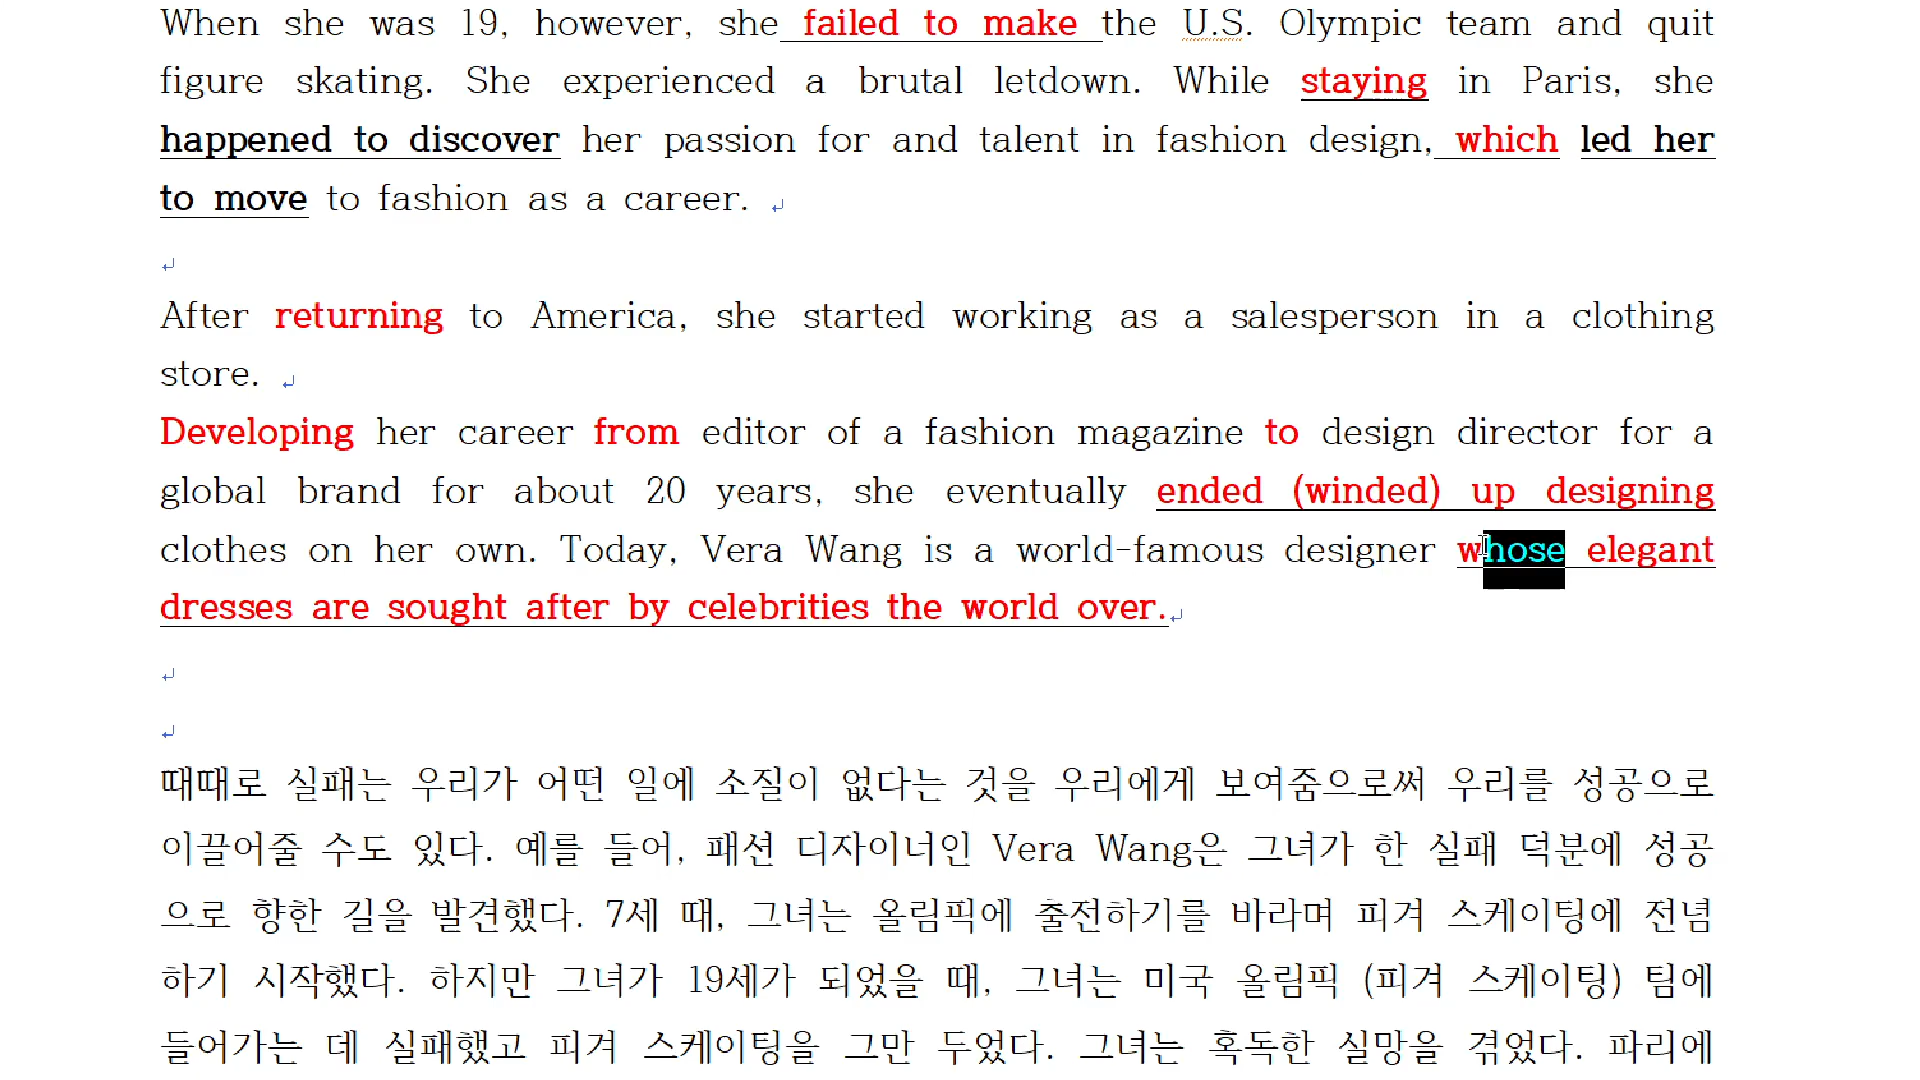 When she was 19, however, she failed to make the U.S. Olympic team and quit
figure skating. She experienced a brutal letdown. While staying in Paris, she
happened to discover her passion for and talent in fashion design, which led her
to move to fashion as a career.
After returning to America, she started working as a salesperson in a clothing
store.
Developing her career from editor of a fashion magazine to design director for a
global brand for about 20 years, she eventually ended (winded) up designing
clothes on her own. Today, Vera Wang is a world-famous designer whose elegant
dresses are sought after by celebrities the world over.
때때로 실패는 우리가 어떤 일에 소질이 없다는 것을 우리에게 보여줌으로써 우리를 성공으로
이끌어줄 수도 있다. 예를 들어, 패션 디자이너인 Vera Wang은 그녀가 한 실패 덕분에 성공
으로 향한 길을 발견했다. 7세 때, 그녀는 올림픽에 출전하기를 바라며 피겨 스케이팅에 전념
하기 시작했다. 하지만 그녀가 19세가 되었을 때, 그녀는 미국 올림픽 (피겨 스케이팅) 팀에
들어가는 데 실패했고 피겨 스케이팅을 그만 두었다. 그녀는 혹독한 실망을 겪었다. 파리에